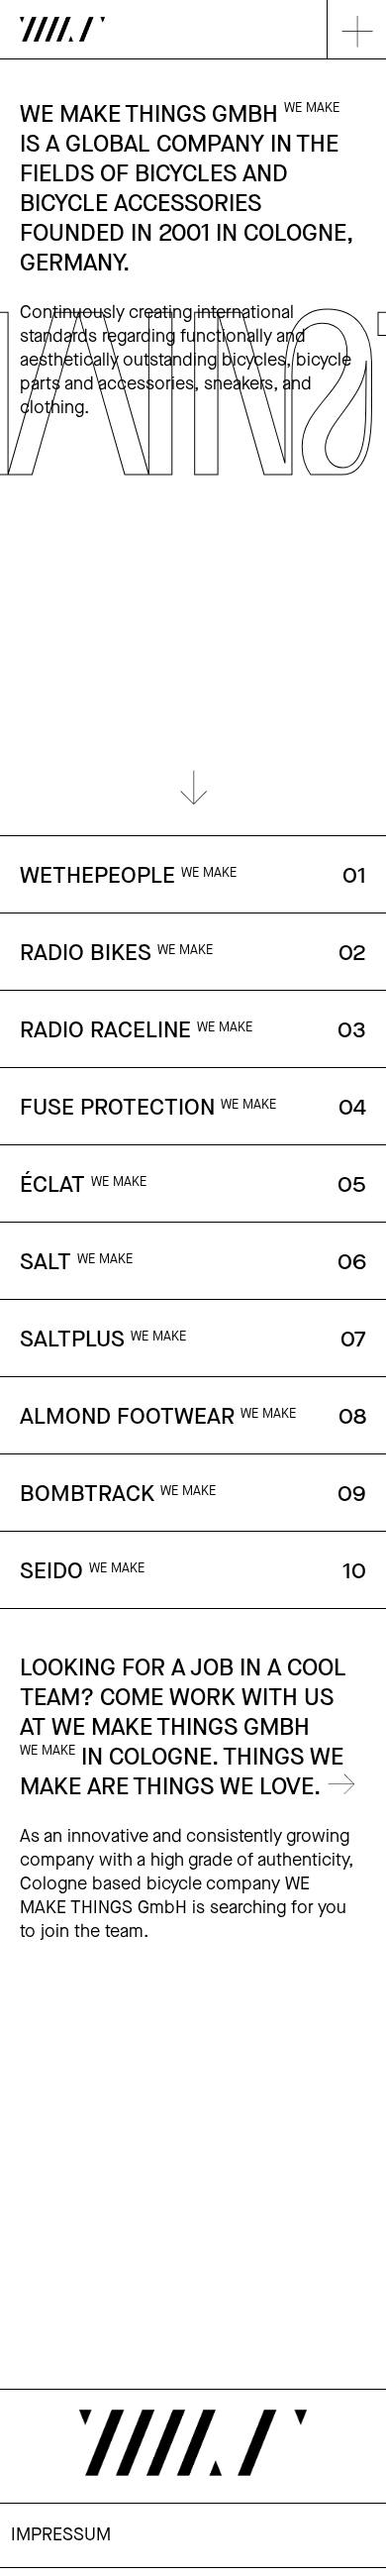 WE MAKE THINGS GMBH WE MAKE
IS A GLOBAL COMPANY IN THE
FIELDS OF BICYCLES AND
BICYCLE ACCESSORIES
FOUNDED IN 2001 IN COLOGNE,
GERMANY.
Continuously creating international
standards regarding functionally and
aesthetically outstanding bicycles, bicycle
parts and accessories, sneakers, and
clothing.
WETHEPEOPLE WE MAKE 01
RADIO BIKES WE MAKE 02
RADIO RACELINE WE MAKE 03
FUSE PROTECTION WE MAKE 04
ÉCLAT WE MAKE 05
SALT WE MAKE 06
SALTPLUS WE MAKE 07
ALMOND FOOTWEAR WE MAKE 08
BOMBTRACK WE MAKE 09
SEIDO WE MAKE 10
LOOKING FOR A JOB IN A COOL
TEAM? COME WORK WITH US
AT WE MAKE THINGS GMBH
WE MAKE IN COLOGNE. THINGS WE
MAKE ARE THINGS WE LOVE.
As an innovative and consistently growing
company with a high grade of authenticity,
Cologne based bicycle company WE
MAKE THINGS GmbH is searching for you
to join the team.
IMPRESSUM